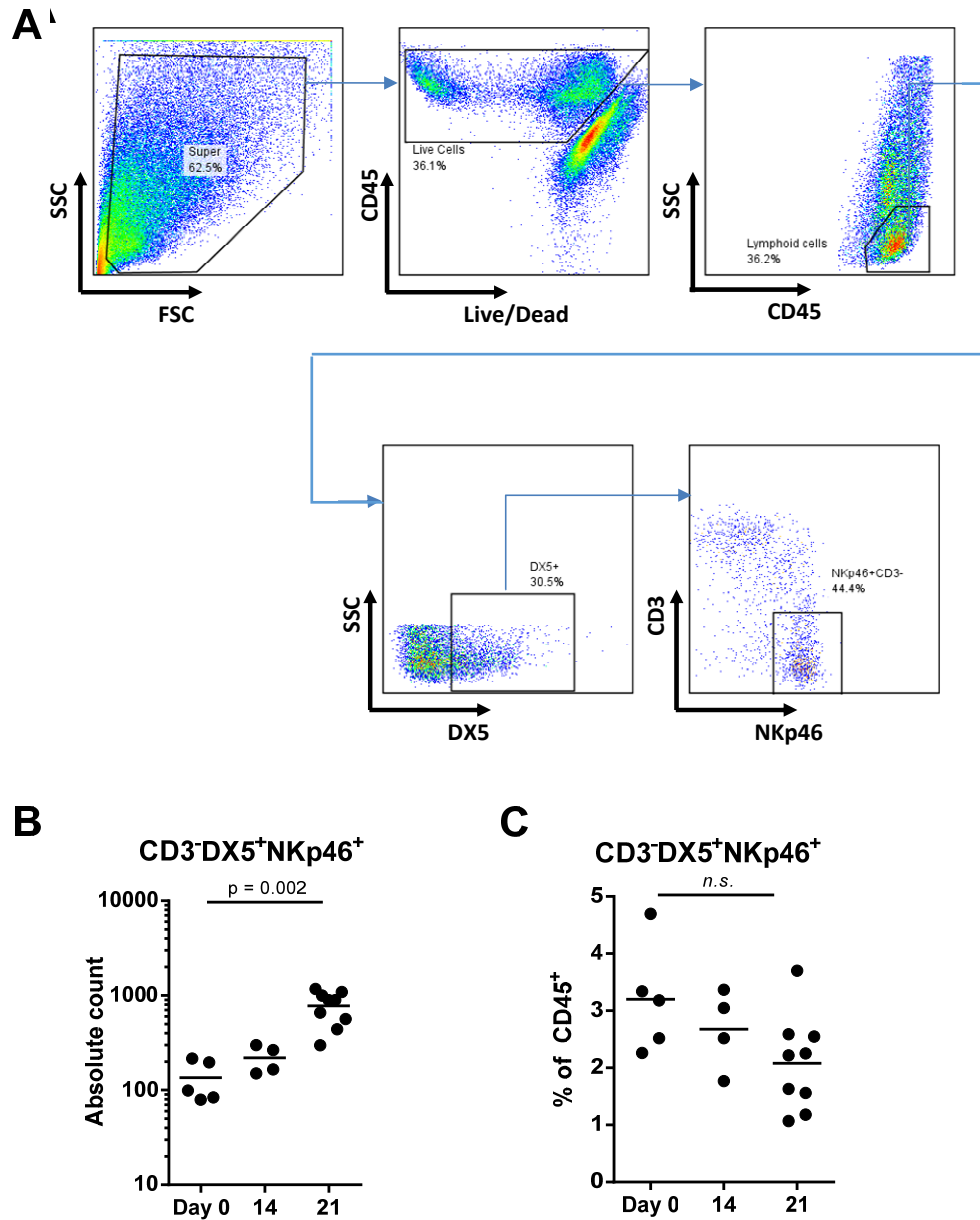 A
Super
62.5%
SSC
FSC
Live Cells
36.1%
CD45
Live/Dead
Lymphoid cells
36.2%
SSC
CD45
DX5+
30.5%
SSC
DX5
NKp46+CD3-
44.4%
CD3
NKp46
B
CD3⁻DX5⁺NKp46⁺
p = 0.002
Absolute count
10000
1000
100
10
Day 0 14 21
C
CD3⁻DX5⁺NKp46⁺
n.s.
% of CD45⁺
5
4
3
2
1
0
Day 0 14 21